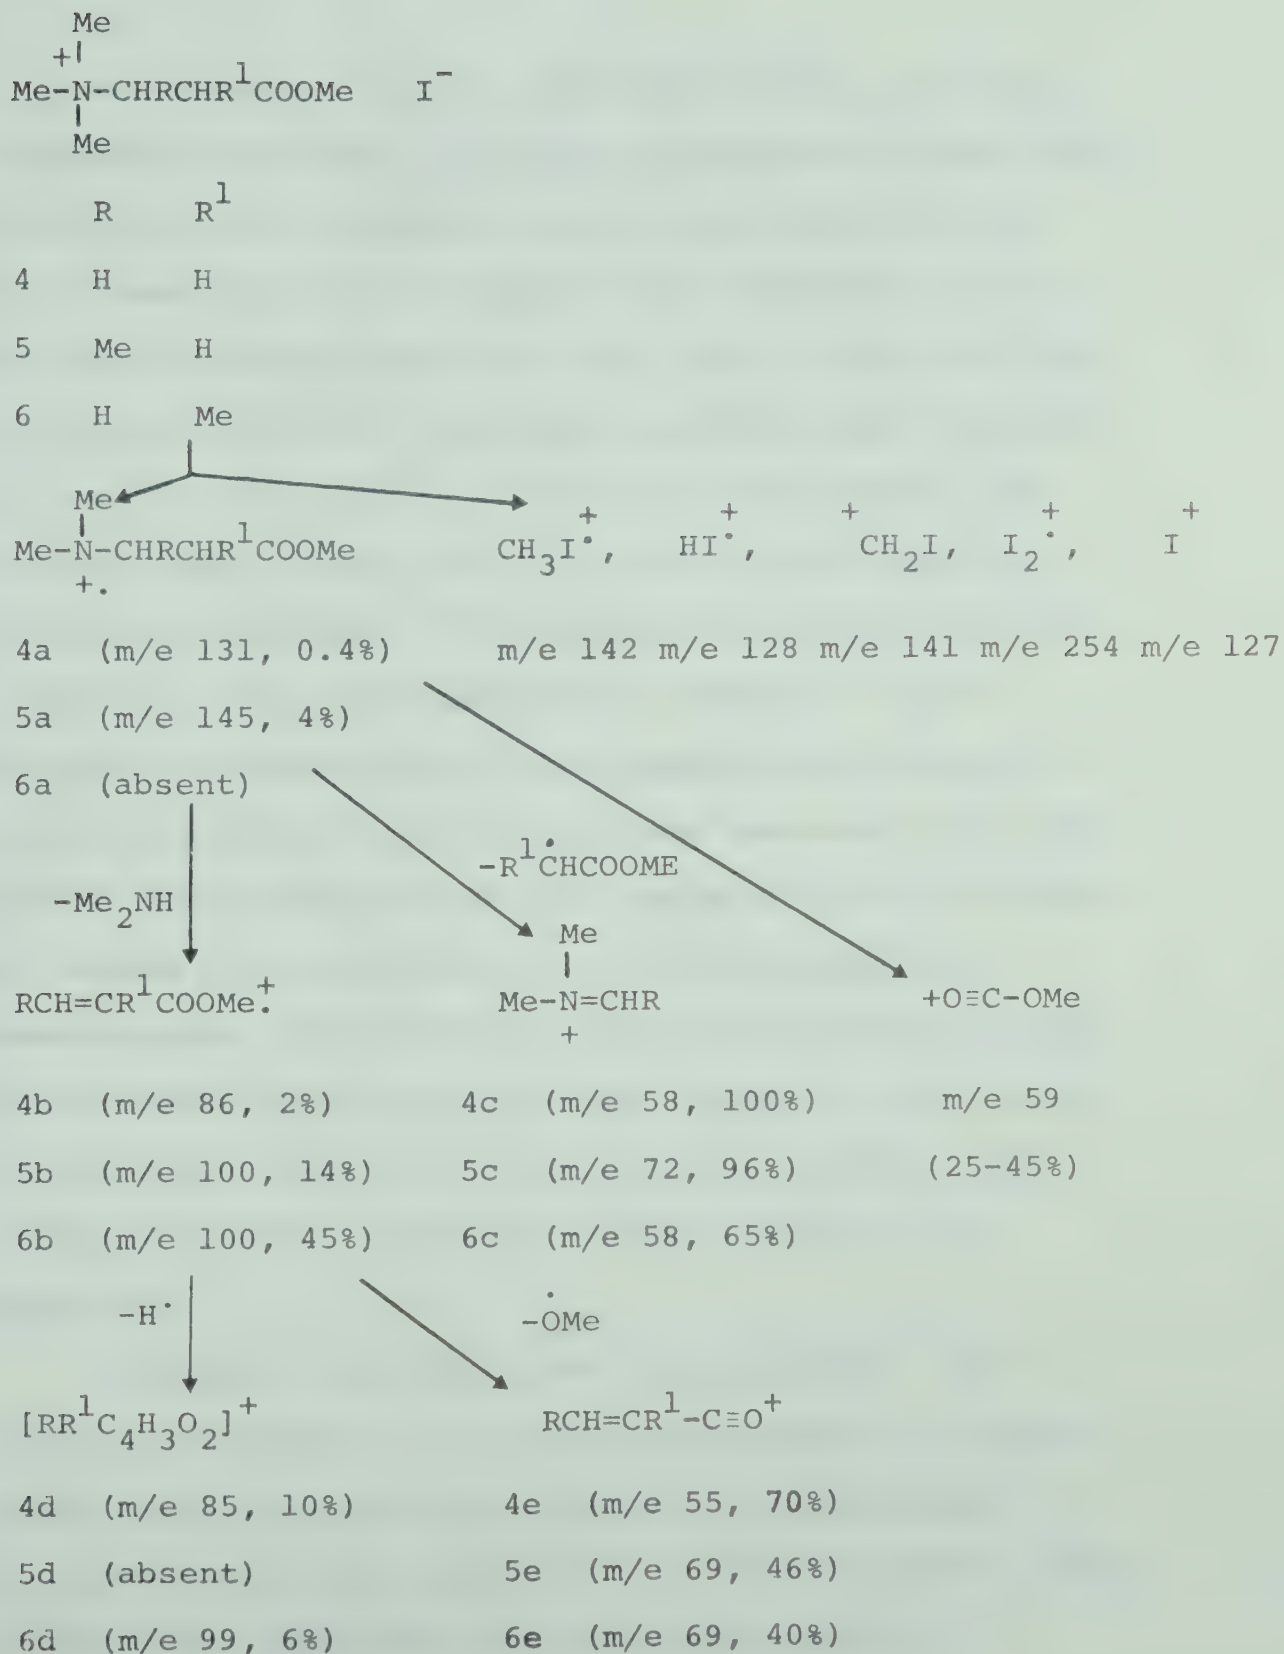 Me
+|
Me-N-CHRCHR¹COOMe I⁻
|
Me
R R¹
4 H H
5 Me H
6 H Me
Me
|
Me-N-CHRCHR¹COOMe CH₃I⁺•, HI⁺•, ⁺CH₂I, I₂⁺•, I⁺
+.
4a (m/e 131, 0.4%) m/e 142 m/e 128 m/e 141 m/e 254 m/e 127
5a (m/e 145, 4%)
6a (absent)
-R¹ĊHCOOME
-Me₂NH
Me
|
RCH=CR¹COOMe⁺. Me-N=CHR +O≡C-OMe
+
4b (m/e 86, 2%) 4c (m/e 58, 100%) m/e 59
5b (m/e 100, 14%) 5c (m/e 72, 96%) (25-45%)
6b (m/e 100, 45%) 6c (m/e 58, 65%)
-H• -ȮMe
[RR¹C₄H₃O₂]⁺ RCH=CR¹-C≡O⁺
4d (m/e 85, 10%) 4e (m/e 55, 70%)
5d (absent) 5e (m/e 69, 46%)
6d (m/e 99, 6%) 6e (m/e 69, 40%)